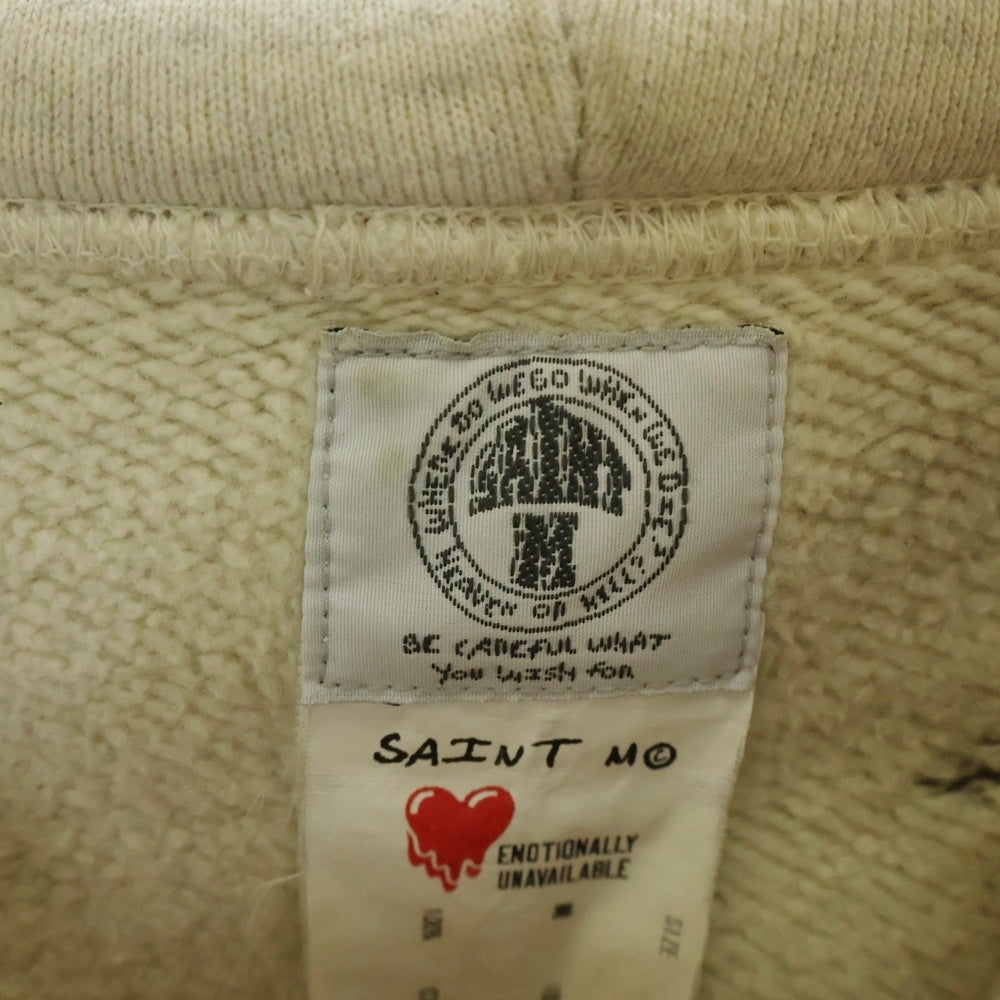 WHERE DO WE GO WHEN WE DIE?
SAINT
M
HEAVEN OR HELL?
BE CAREFUL WHAT
YOU WISH FOR
SAINT M©
EMOTIONALLY
UNAVAILABLE
SIZE